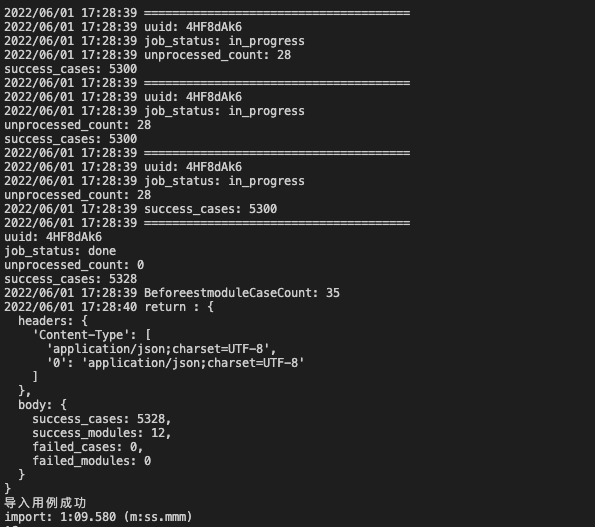 2022/06/01 17:28:39 ======================================
2022/06/01 17:28:39 uuid: 4HF8dAk6
2022/06/01 17:28:39 job_status: in_progress
2022/06/01 17:28:39 unprocessed_count: 28
success_cases: 5300
2022/06/01 17:28:39 ======================================
2022/06/01 17:28:39 uuid: 4HF8dAk6
2022/06/01 17:28:39 job_status: in_progress
unprocessed_count: 28
success_cases: 5300
2022/06/01 17:28:39 ======================================
2022/06/01 17:28:39 uuid: 4HF8dAk6
2022/06/01 17:28:39 job_status: in_progress
unprocessed_count: 28
2022/06/01 17:28:39 success_cases: 5300
2022/06/01 17:28:39 ======================================
uuid: 4HF8dAk6
job_status: done
unprocessed_count: 0
success_cases: 5328
2022/06/01 17:28:39 BeforeestmoduleCaseCount: 35
2022/06/01 17:28:40 return : {
  headers: {
    'Content-Type': [
      'application/json;charset=UTF-8',
      '0': 'application/json;charset=UTF-8'
    ]
  },
  body: {
    success_cases: 5328,
    success_modules: 12,
    failed_cases: 0,
    failed_modules: 0
  }
}
导入用例成功
import: 1:09.580 (m:ss.mmm)